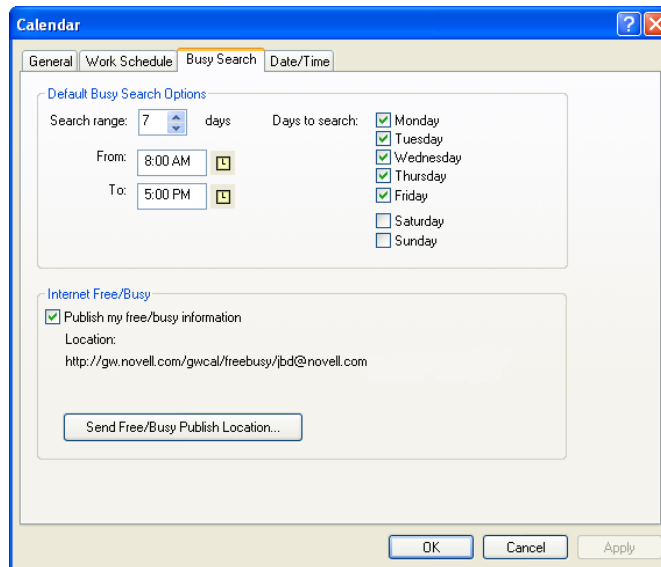 Calendar
General Work Schedule Busy Search Date/Time
Default Busy Search Options
Search range: 7 days
From: 8:00 AM
To: 5:00 PM
Days to search:
Monday
Tuesday
Wednesday
Thursday
Friday
Saturday
Sunday
Internet Free/Busy
Publish my free/busy information
Location:
http://gw.novell.com/gwcal/freebusy/jbd@novell.com
Send Free/Busy Publish Location...
OK Cancel Apply